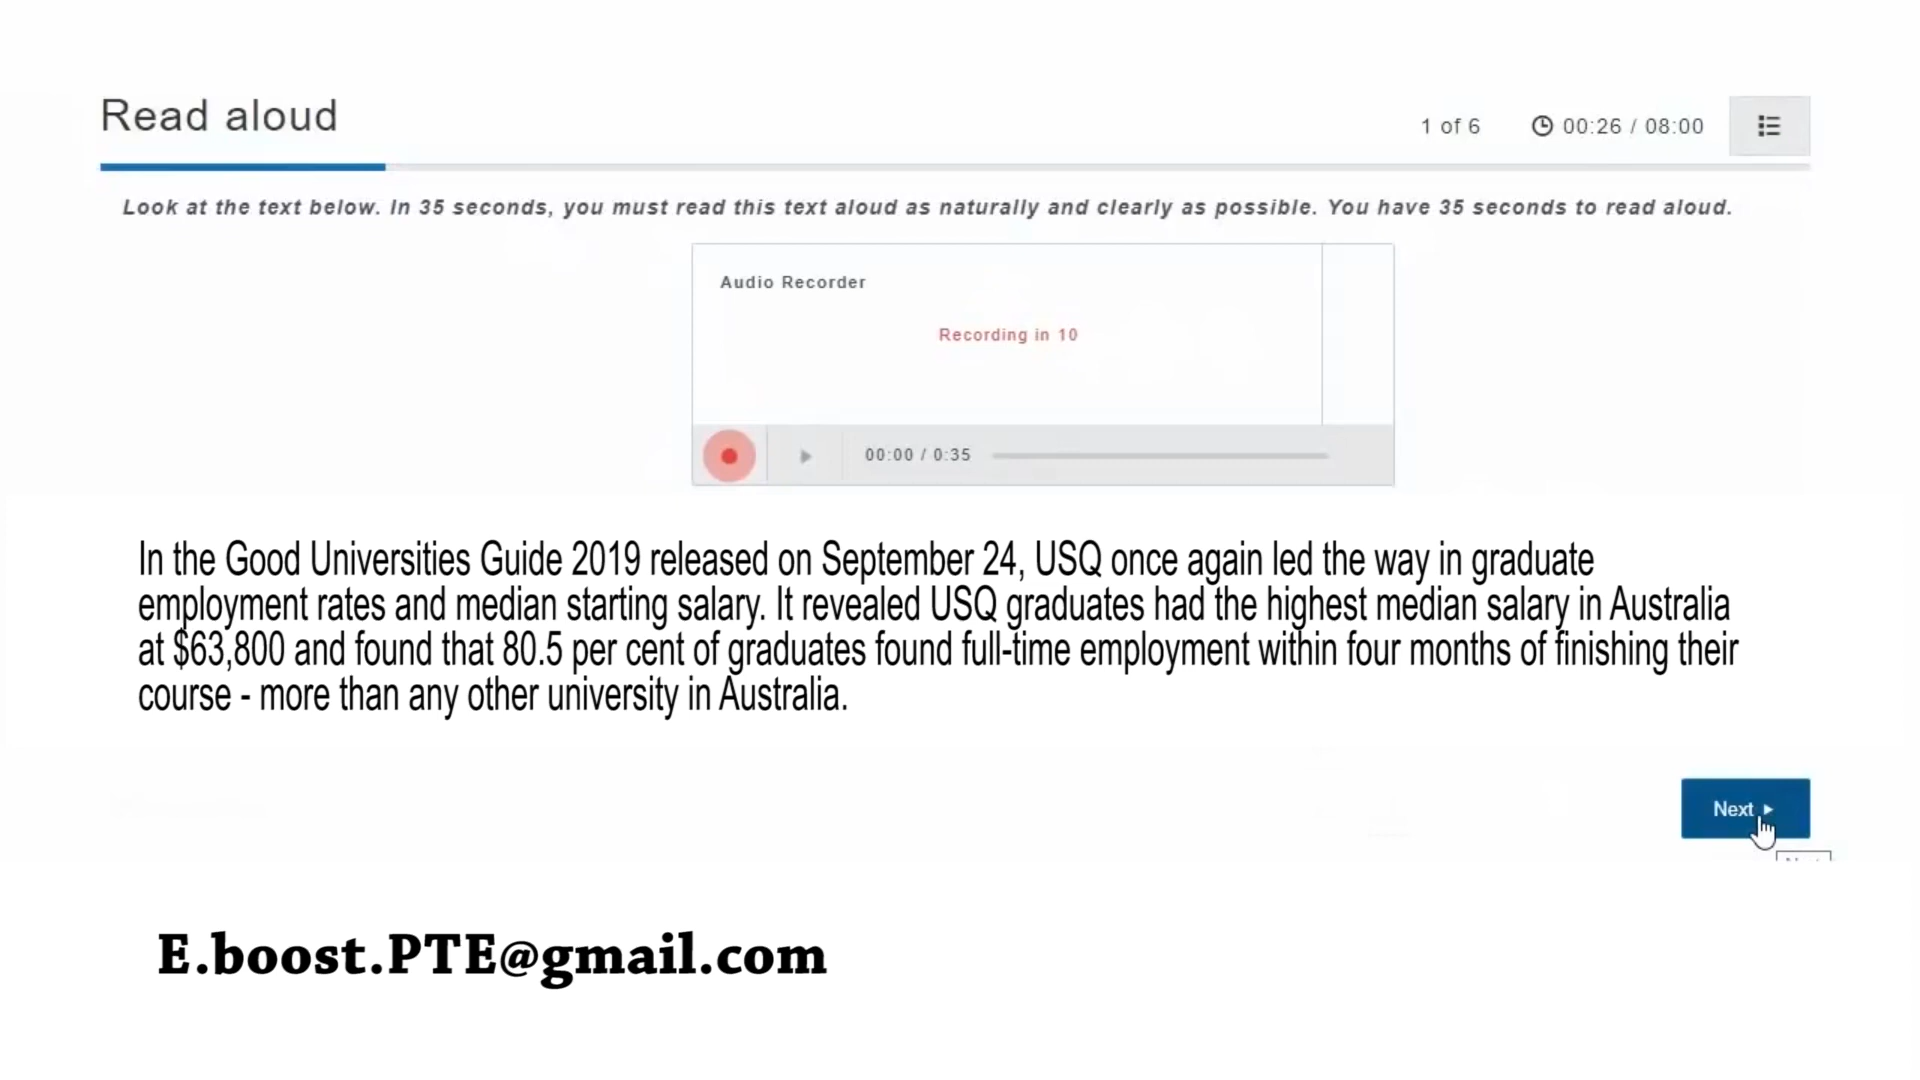 Read aloud
1 of 6
00:26 / 08:00
Look at the text below. In 35 seconds, you must read this text aloud as naturally and clearly as possible. You have 35 seconds to read aloud.
Audio Recorder
Recording in 10
00:00 / 0:35
In the Good Universities Guide 2019 released on September 24, USQ once again led the way in graduate
employment rates and median starting salary. It revealed USQ graduates had the highest median salary in Australia
at $63,800 and found that 80.5 per cent of graduates found full-time employment within four months of finishing their
course - more than any other university in Australia.
Next
E.boost.PTE@gmail.com